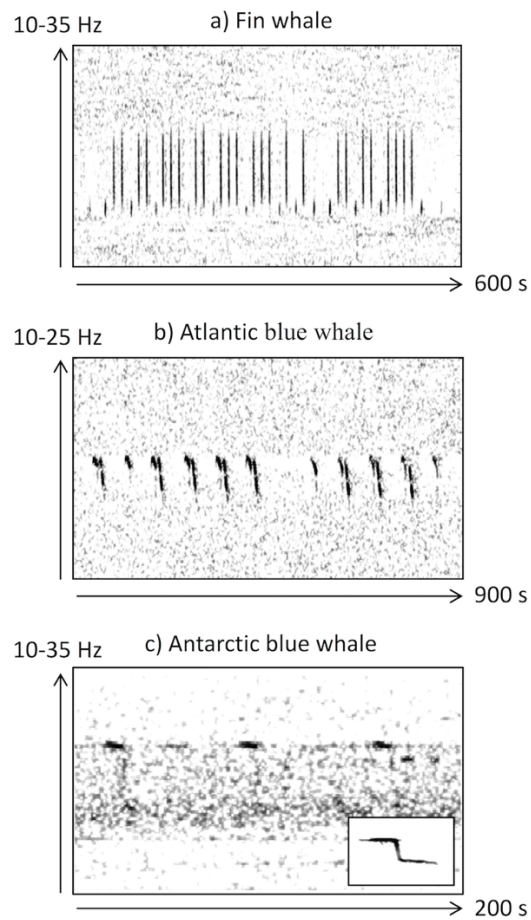 a) Fin whale
10-35 Hz
600 s
b) Atlantic blue whale
10-25 Hz
900 s
c) Antarctic blue whale
10-35 Hz
200 s